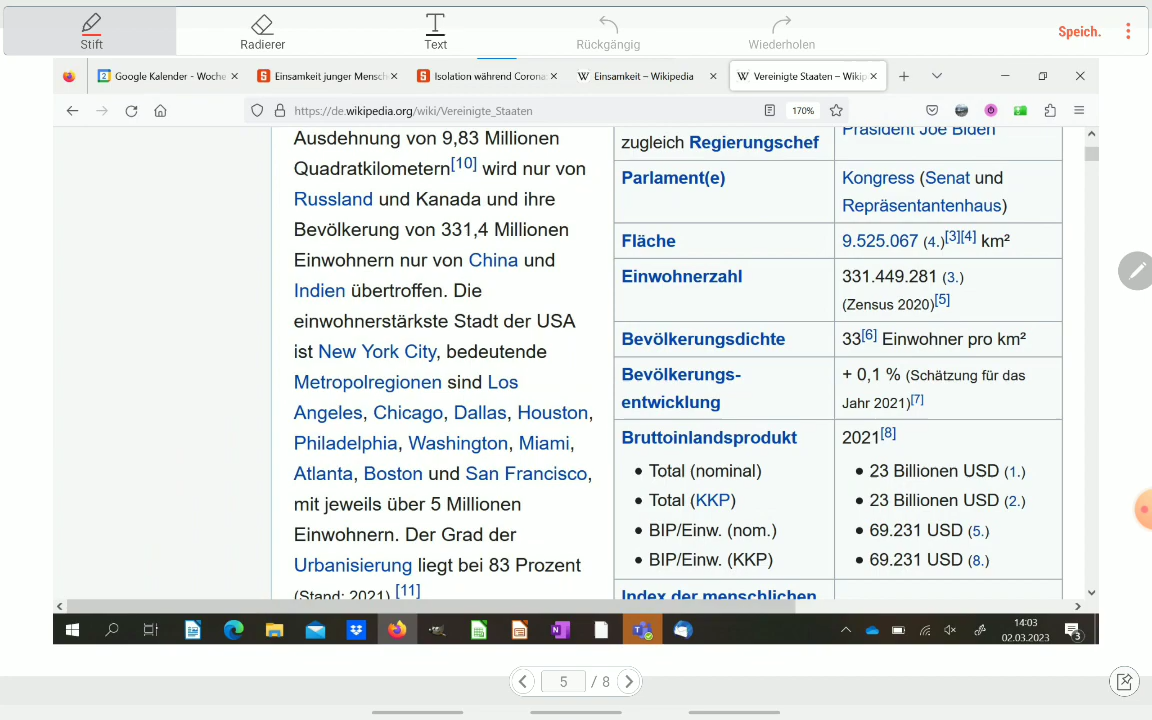 Stift
Radierer
Text
Rückgängig
Wiederholen
Speich.
Google Kalender - Woche
Einsamkeit junger Mensch
Isolation während Corona:
Einsamkeit – Wikipedia
Vereinigte Staaten – Wikip
https://de.wikipedia.org/wiki/Vereinigte_Staaten
170%
Ausdehnung von 9,83 Millionen
Quadratkilometern[10] wird nur von
Russland und Kanada und ihre
Bevölkerung von 331,4 Millionen
Einwohnern nur von China und
Indien übertroffen. Die
einwohnerstärkste Stadt der USA
ist New York City, bedeutende
Metropolregionen sind Los
Angeles, Chicago, Dallas, Houston,
Philadelphia, Washington, Miami,
Atlanta, Boston und San Francisco,
mit jeweils über 5 Millionen
Einwohnern. Der Grad der
Urbanisierung liegt bei 83 Prozent
(Stand: 2021) [11]
zugleich Regierungschef
Präsident Joe Biden
Parlament(e)
Kongress (Senat und
Repräsentantenhaus)
Fläche
9.525.067 (4.)[3][4] km²
Einwohnerzahl
331.449.281 (3.)
(Zensus 2020)[5]
Bevölkerungsdichte
33[6] Einwohner pro km²
Bevölkerungs-
entwicklung
+ 0,1 % (Schätzung für das
Jahr 2021)[7]
Bruttoinlandsprodukt
2021[8]
• Total (nominal)
• 23 Billionen USD (1.)
• Total (KKP)
• 23 Billionen USD (2.)
• BIP/Einw. (nom.)
• 69.231 USD (5.)
• BIP/Einw. (KKP)
• 69.231 USD (8.)
Index der menschlichen
14:03
02.03.2023
3
5 / 8